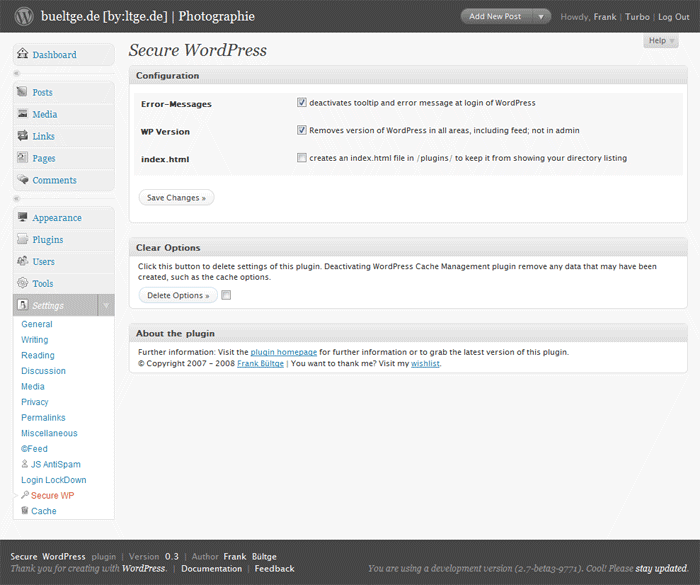 bueltge.de [by:ltge.de] | Photographie
Add New Post
Howdy, Frank | Turbo | Log Out
Help
Dashboard
Posts
Media
Links
Pages
Comments
Appearance
Plugins
Users
Tools
Settings
General
Writing
Reading
Discussion
Media
Privacy
Permalinks
Miscellaneous
©Feed
JS AntiSpam
Login LockDown
Secure WP
Cache
Secure WordPress
Configuration
Error-Messages deactivates tooltip and error message at login of WordPress
WP Version Removes version of WordPress in all areas, including feed; not in admin
index.html creates an index.html file in /plugins/ to keep it from showing your directory listing
Save Changes »
Clear Options
Click this button to delete settings of this plugin. Deactivating WordPress Cache Management plugin remove any data that may have been
created, such as the cache options.
Delete Options »
About the plugin
Further information: Visit the plugin homepage for further information or to grab the latest version of this plugin.
© Copyright 2007 - 2008 Frank Bültge | You want to thank me? Visit my wishlist.
Secure WordPress plugin | Version 0.3 | Author Frank Bültge
Thank you for creating with WordPress. | Documentation | Feedback
You are using a development version (2.7-beta3-9771). Cool! Please stay updated.